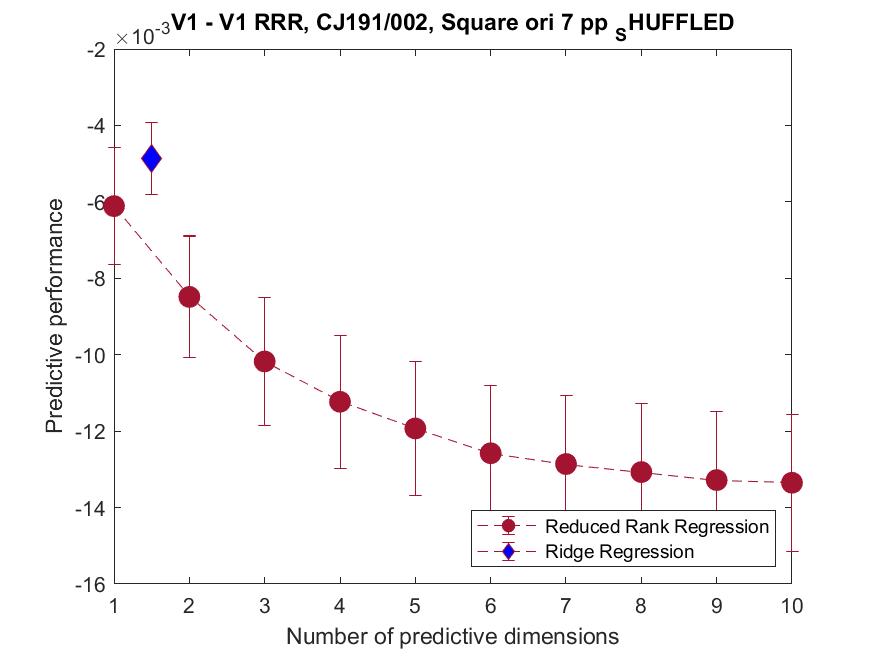 ×10-3
V1 - V1 RRR, CJ191/002, Square ori 7 pp SHUFFLED
-2
-4
-6
-8
-10
-12
-14
-16
Predictive performance
Reduced Rank Regression
Ridge Regression
1 2 3 4 5 6 7 8 9 10
Number of predictive dimensions